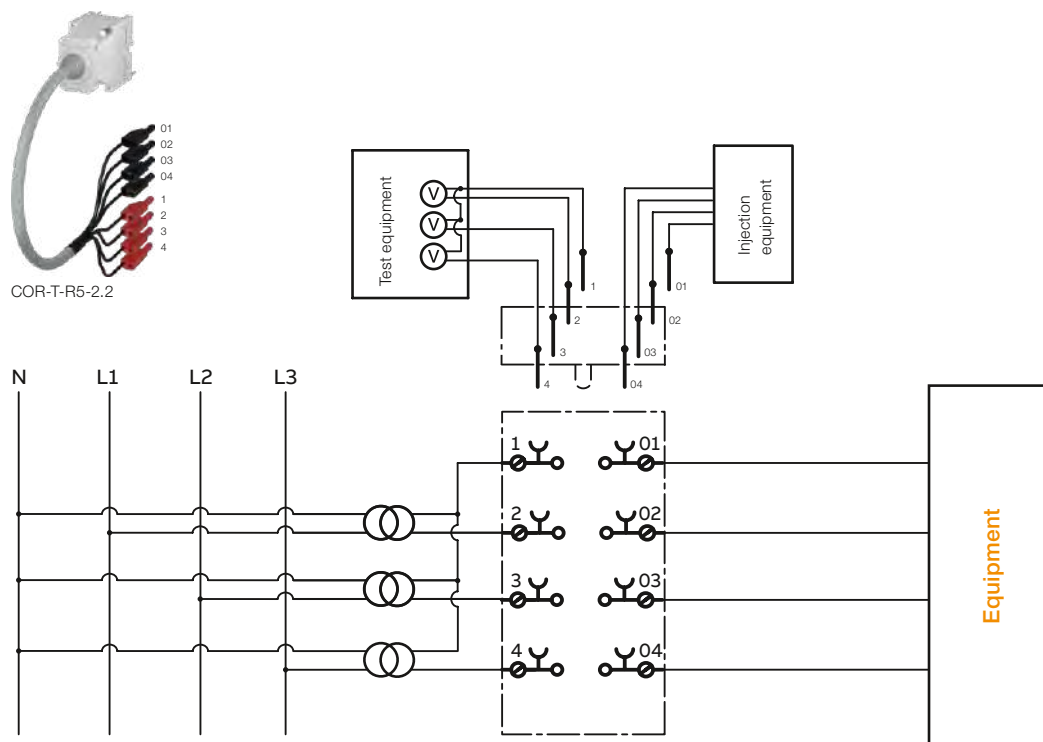 01
02
03
04
1
2
3
4
COR-T-R5-2.2
Test equipment
V
V
V
Injection
equipment
1
2
3
4
01
02
03
04
N
L1
L2
L3
1
01
2
02
3
03
4
04
Equipment